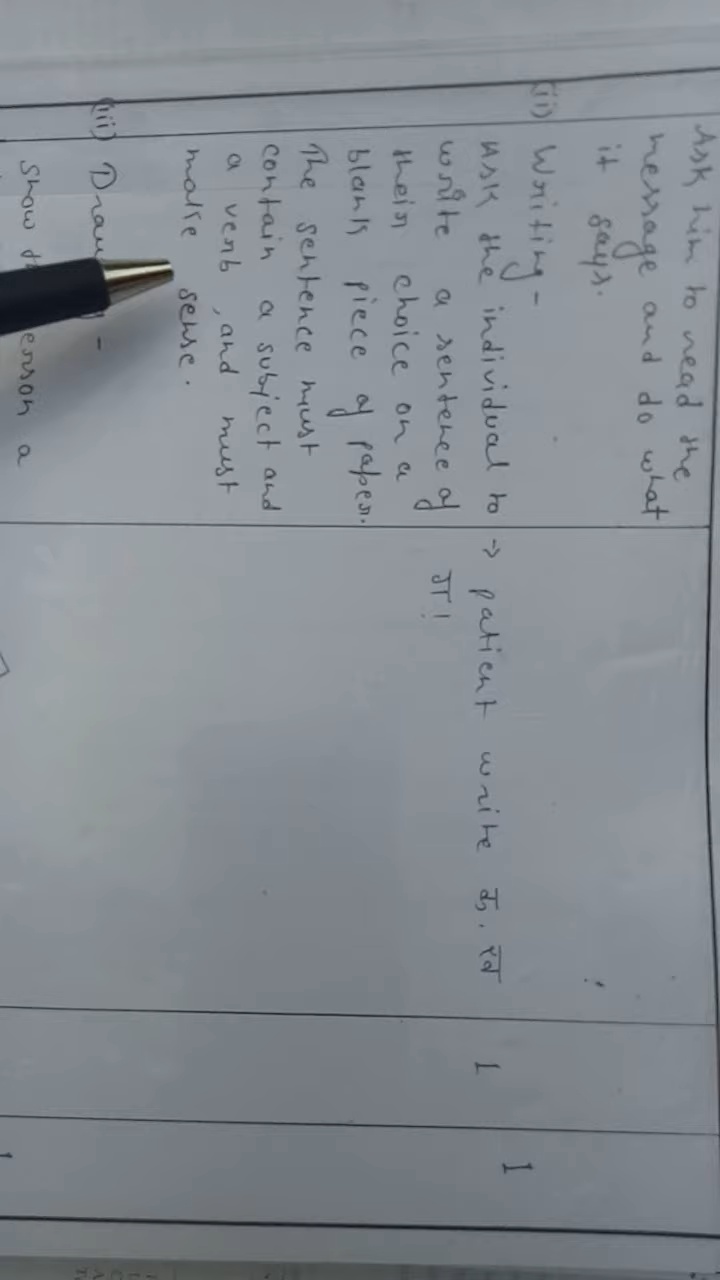 Ask him to read the
message and do what
it says.
(ii) Writing -
Ask the individual to → patient write क. ख
write a sentence of ग!
their choice on a
blank piece of paper.
The sentence must
contain a subject and
a verb, and must
make sense.
1
1
(iii)
show erson a